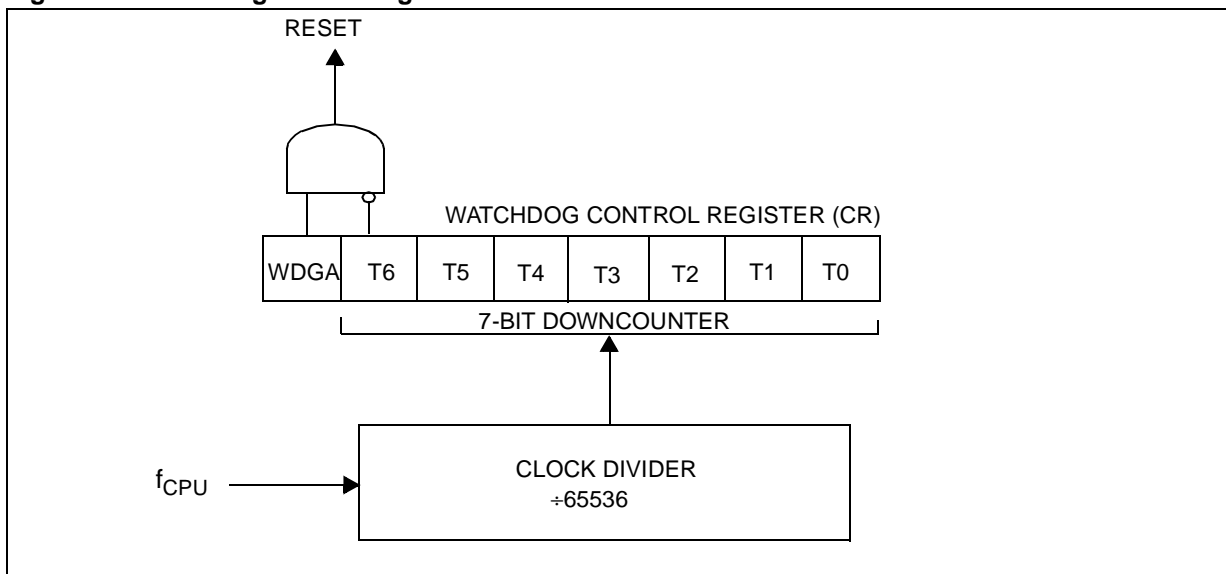 RESET
WATCHDOG CONTROL REGISTER (CR)
WDGA T6 T5 T4 T3 T2 T1 T0
7-BIT DOWNCOUNTER
fCPU
CLOCK DIVIDER
÷65536